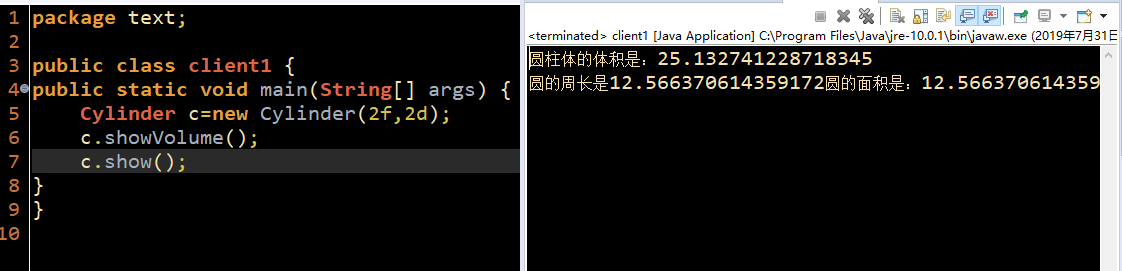 1 package text;
2
3 public class client1 {
4 public static void main(String[] args) {
5 Cylinder c=new Cylinder(2f,2d);
6 c.showVolume();
7 c.show();
8 }
9 }
10
<terminated> client1 [Java Application] C:\Program Files\Java\jre-10.0.1\bin\javaw.exe (2019年7月31日
圆柱体的体积是：25.132741228718345
圆的周长是12.566370614359172圆的面积是：12.566370614359